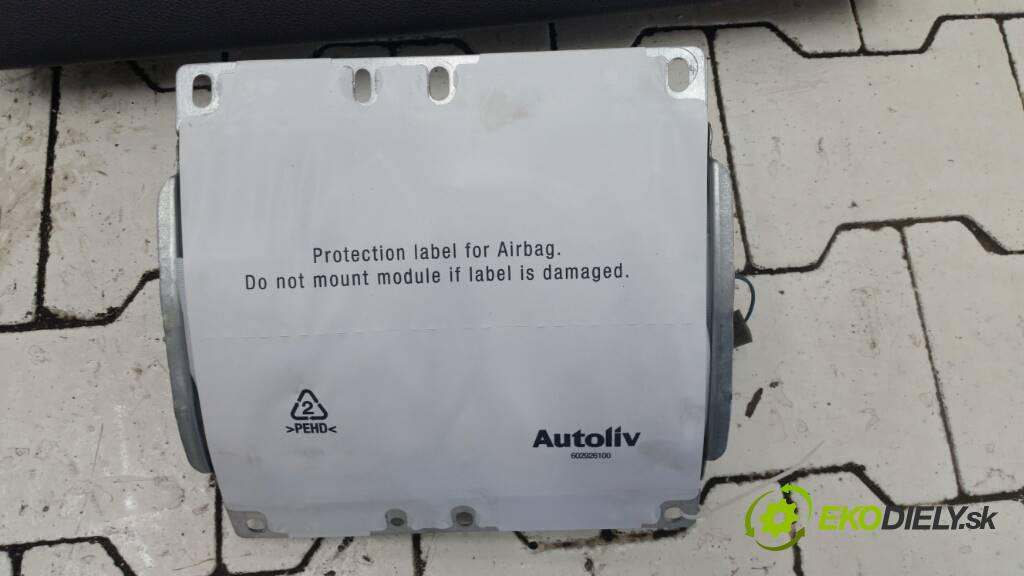 Protection label for Airbag.
Do not mount module if label is damaged.
2
>PEHD<
Autoliv
602926100
EKODIELY.sk